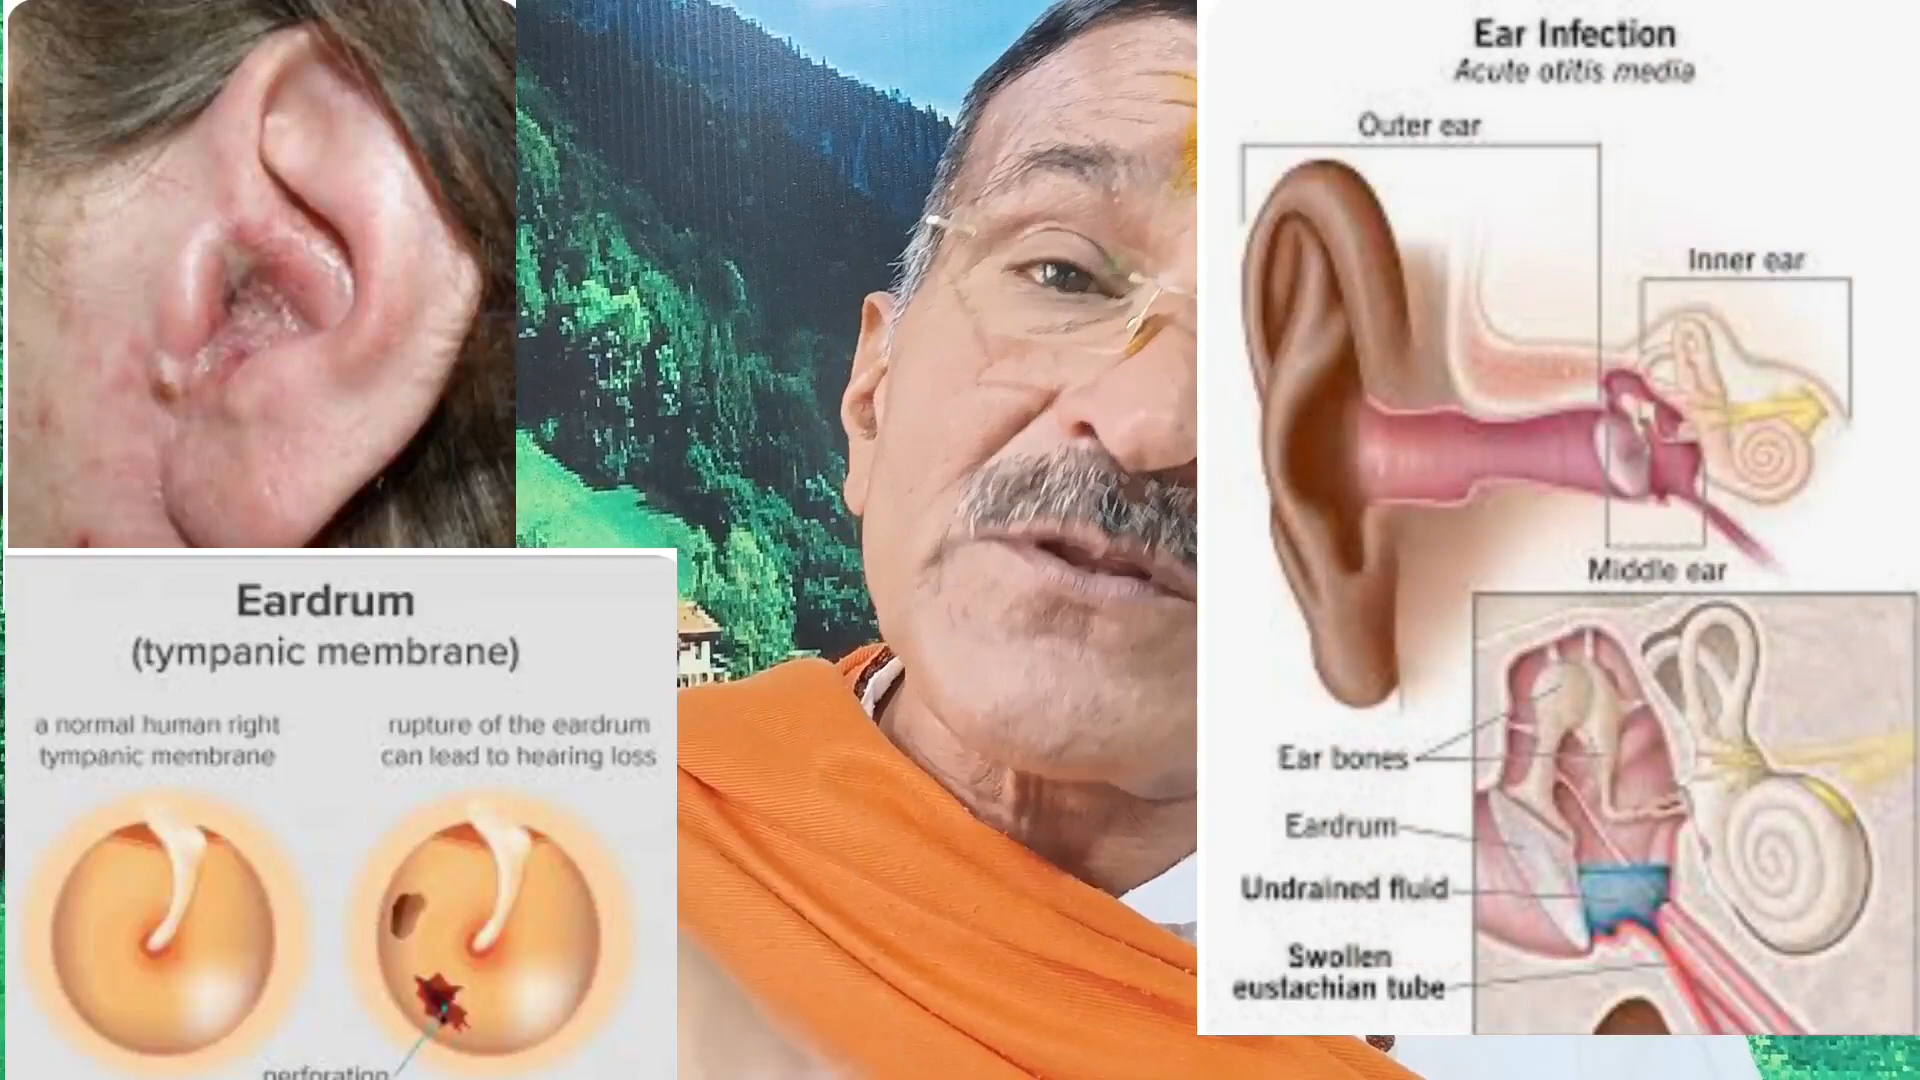 Eardrum
(tympanic membrane)
a normal human right
tympanic membrane
rupture of the eardrum
can lead to hearing loss
perforation
Ear Infection
Acute otitis media
Outer ear
Inner ear
Middle ear
Ear bones
Eardrum
Undrained fluid
Swollen
eustachian tube